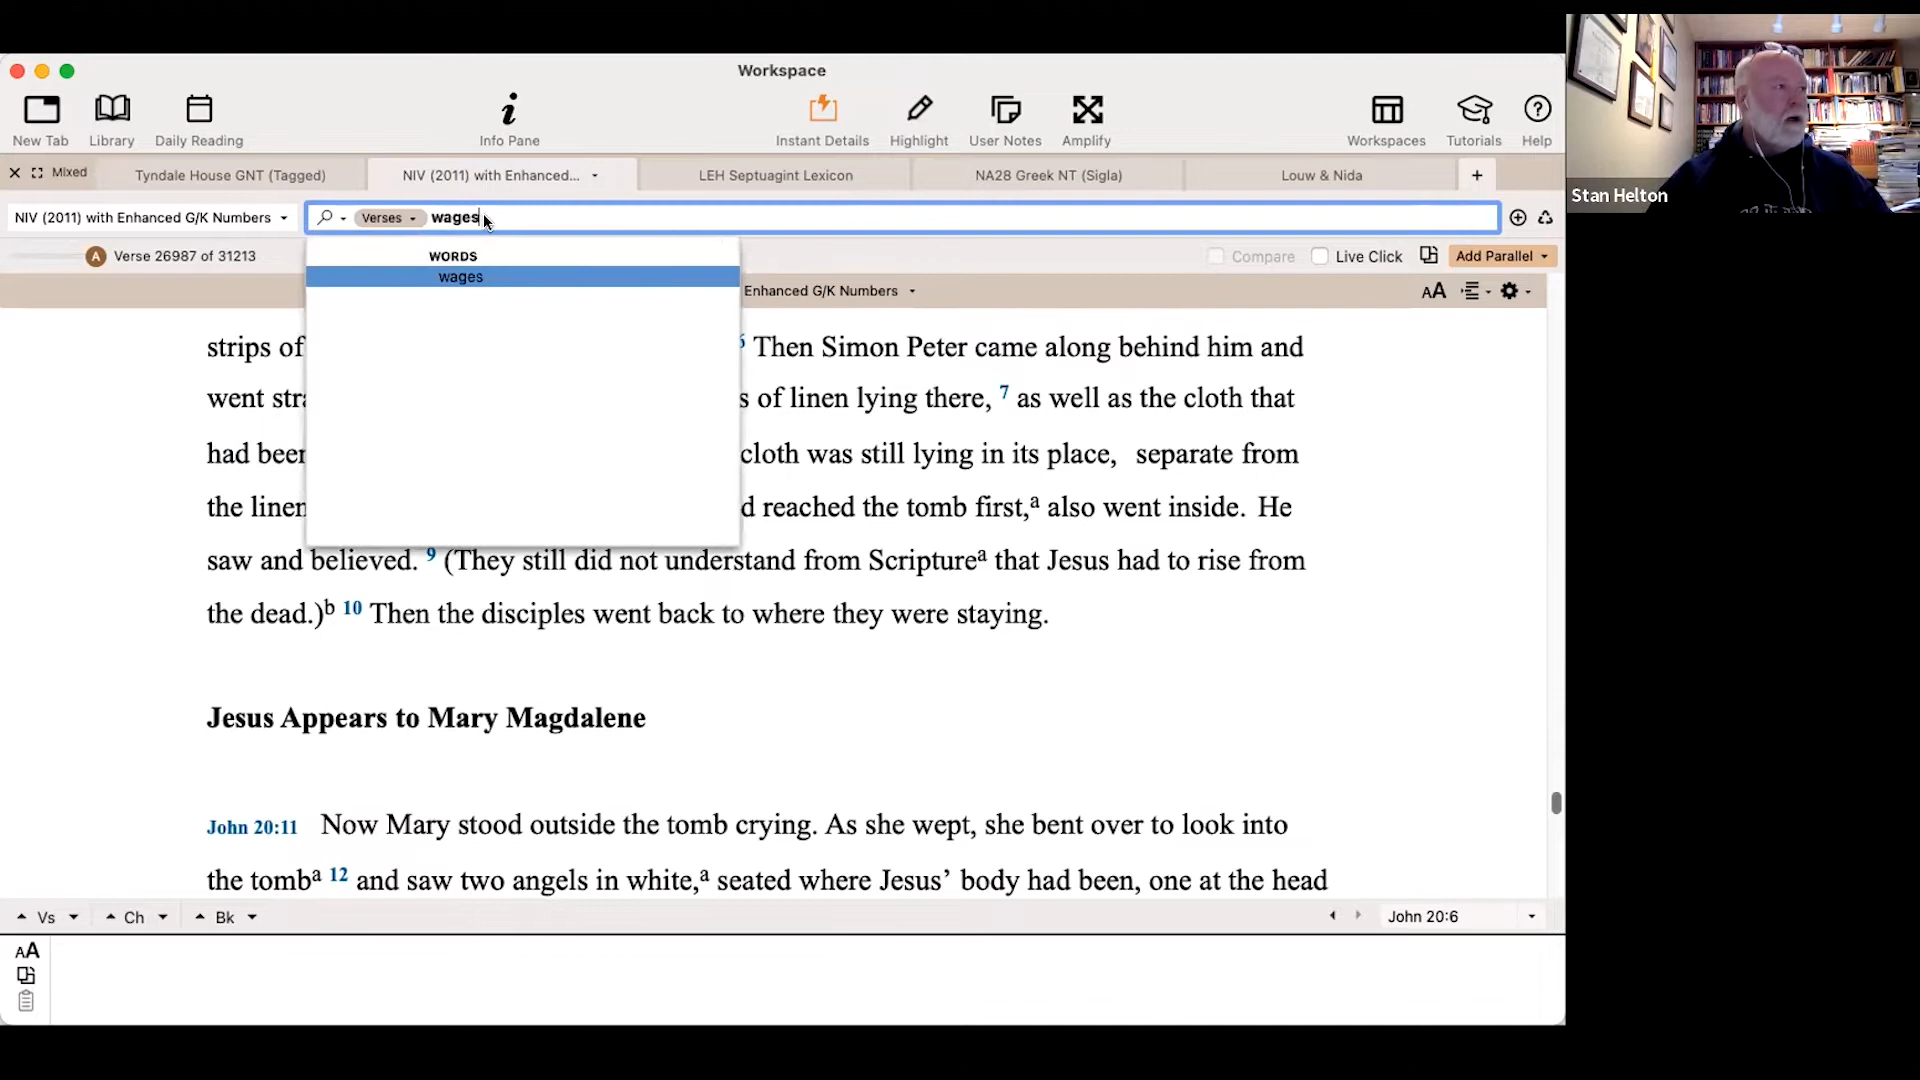 Workspace
New Tab Library Daily Reading Info Pane Instant Details Highlight User Notes Amplify Workspaces Tutorials Help
Mixed Tyndale House GNT (Tagged) NIV (2011) with Enhanced... LEH Septuagint Lexicon NA28 Greek NT (Sigla) Louw & Nida +
NIV (2011) with Enhanced G/K Numbers Verses wages
A Verse 26987 of 31213 Compare Live Click Add Parallel
WORDS
wages
Enhanced G/K Numbers AA
strips of 6 Then Simon Peter came along behind him and
went stra s of linen lying there, 7 as well as the cloth that
had been cloth was still lying in its place, separate from
the linen d reached the tomb first,a also went inside. He
saw and believed. 9 (They still did not understand from Scripturea that Jesus had to rise from
the dead.)b 10 Then the disciples went back to where they were staying.
Jesus Appears to Mary Magdalene
John 20:11 Now Mary stood outside the tomb crying. As she wept, she bent over to look into
the tomba 12 and saw two angels in white,a seated where Jesus’ body had been, one at the head
Vs Ch Bk John 20:6
AA
Stan Helton